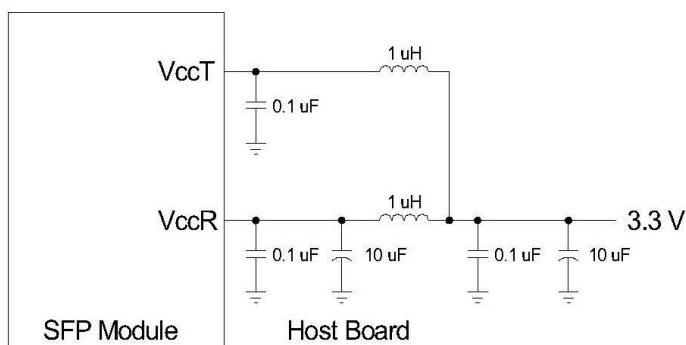 1 uH
VccT
0.1 uF
1 uH
VccR
3.3 V
0.1 uF
10 uF
0.1 uF
10 uF
SFP Module
Host Board